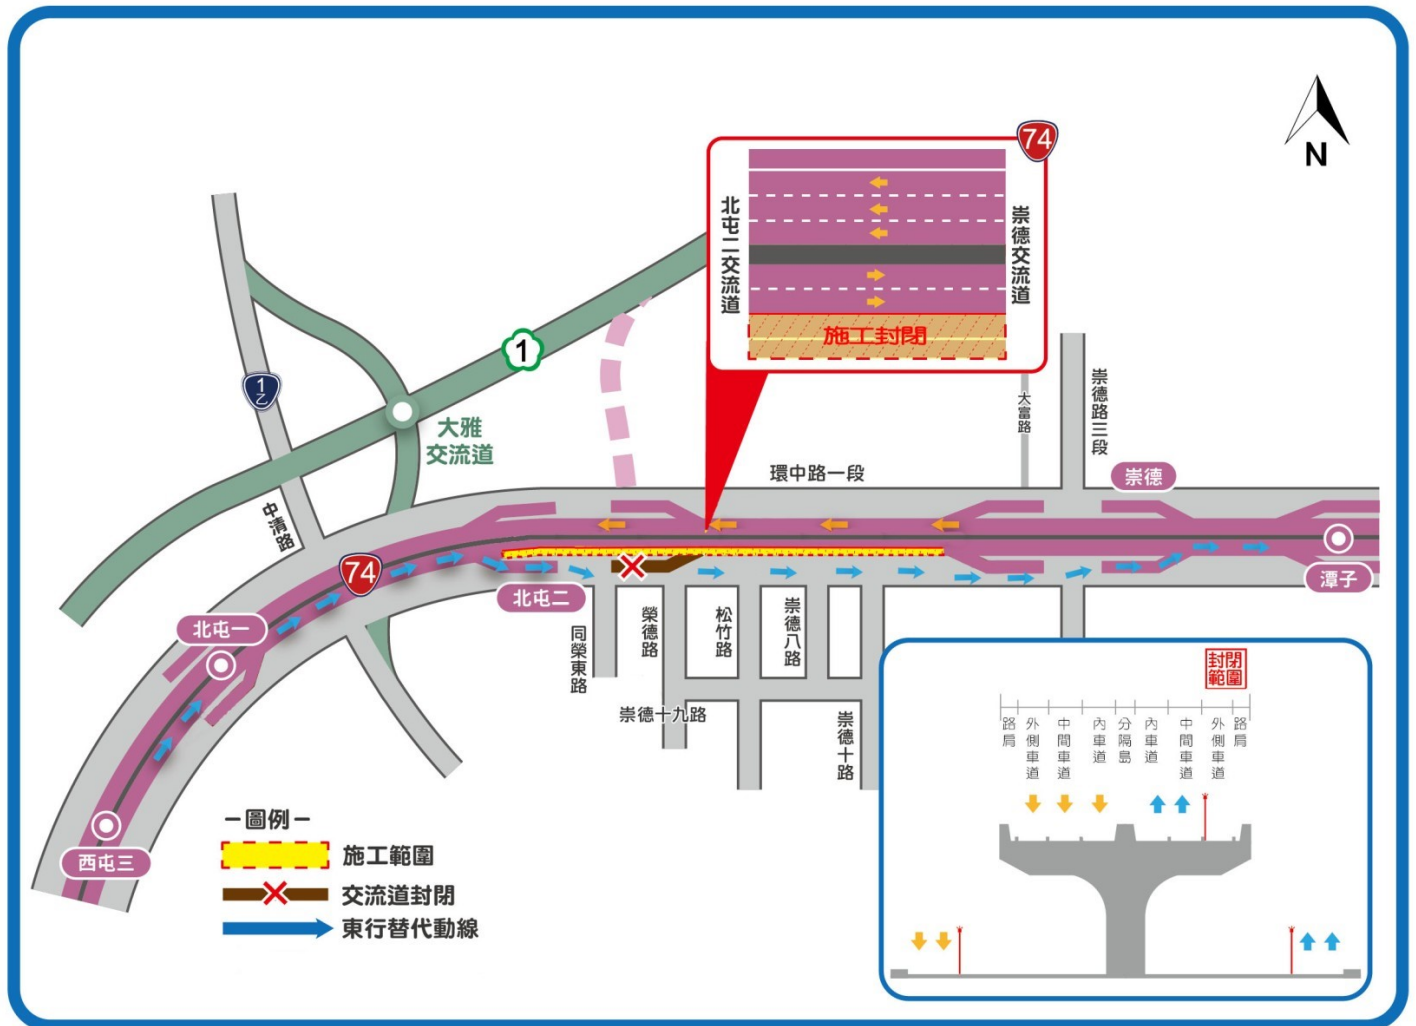 N
74
北屯二交流道
崇德交流道
施工封閉
1
1
乙
大雅
交流道
中清路
大富路
崇德路三段
環中路一段
崇德
潭子
74
北屯二
北屯一
西屯三
同榮東路
榮德路
松竹路
崇德八路
崇德十九路
崇德十路
封閉
範圍
路肩
外側車道
中間車道
內車道
分隔島
內車道
中間車道
外側車道
路肩
－圖例－
施工範圍
交流道封閉
東行替代動線